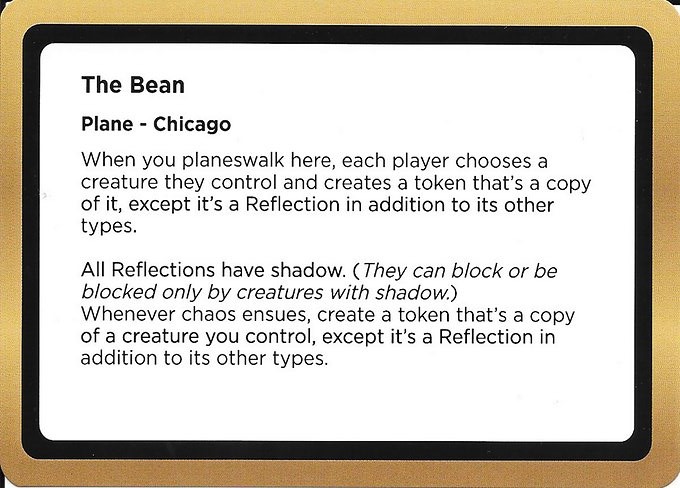 The Bean
Plane - Chicago
When you planeswalk here, each player chooses a
creature they control and creates a token that's a copy
of it, except it's a Reflection in addition to its other
types.
All Reflections have shadow. (They can block or be
blocked only by creatures with shadow.)
Whenever chaos ensues, create a token that's a copy
of a creature you control, except it's a Reflection in
addition to its other types.